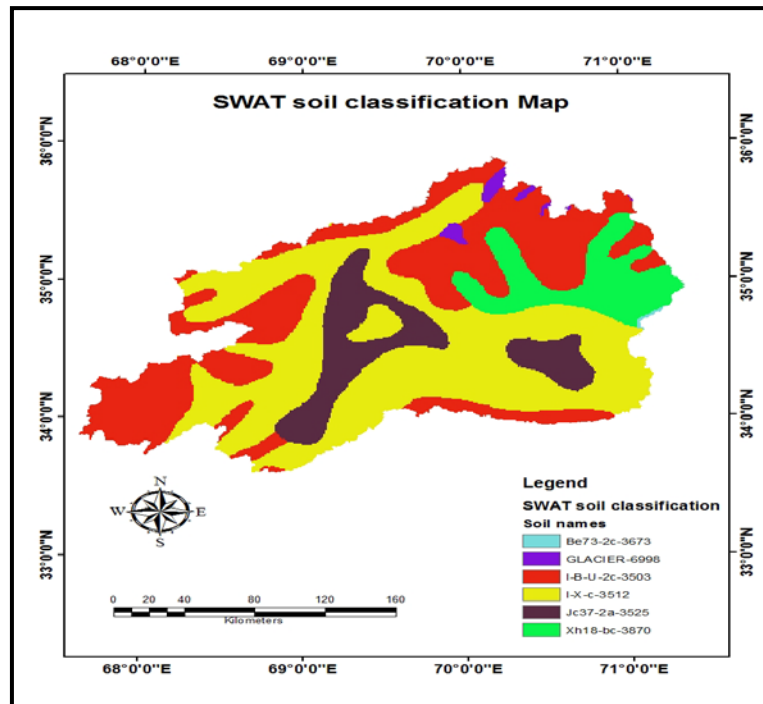 68°0'0"E 69°0'0"E 70°0'0"E 71°0'0"E
SWAT soil classification Map
36°0'0"N 36°0'0"N
35°0'0"N 35°0'0"N
34°0'0"N 34°0'0"N
33°0'0"N 33°0'0"N
N
W E
S
Legend
SWAT soil classification
Soil names
Be73-2c-3673
GLACIER-6998
I-B-U-2c-3503
I-X-c-3512
Jc37-2a-3525
Xh18-bc-3870
0 20 40 80 120 160
Kilometers
68°0'0"E 69°0'0"E 70°0'0"E 71°0'0"E